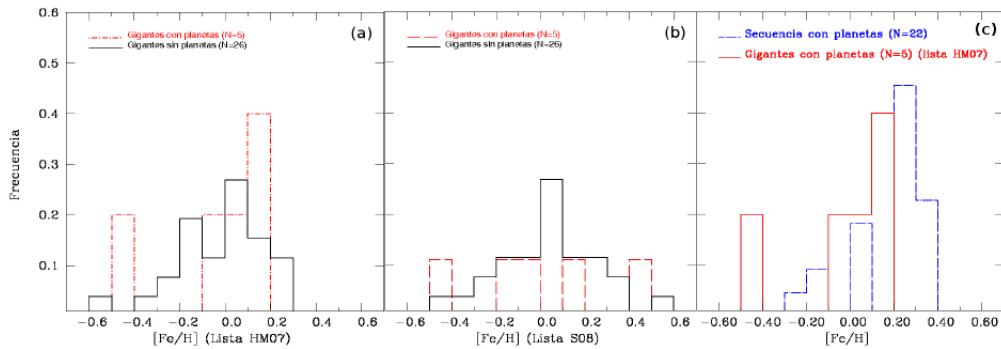 Gigantes con planetas (N=5)
Gigantes sin planetas (N=26)
(a)
Frecuencia
0.6
0.5
0.4
0.3
0.2
0.1
−0.6 −0.4 −0.2 0.0 0.2 0.4 0.6
[Fe/H] (Lista HM07)
Gigantes con planetas (N=5)
Gigantes sin planetas (N=26)
(b)
−0.6 −0.4 −0.2 0.0 0.2 0.4 0.6
[Fe/H] (Lista S08)
Secuencia con planetas (N=22)
Gigantes con planetas (N=5) (lista HM07)
(c)
−0.60 −0.40 −0.20 0.00 0.20 0.40 0.60
[Fe/H]